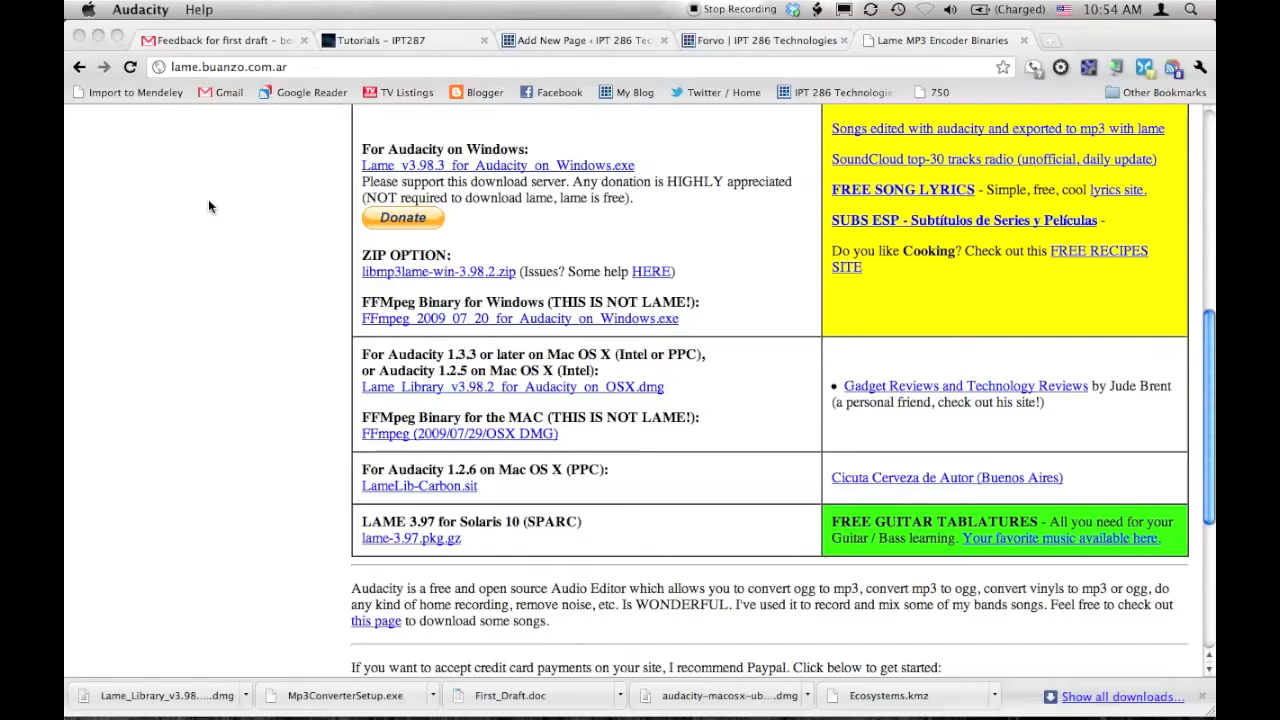 Audacity Help Stop Recording (Charged) 10:54 AM
Feedback for first draft - be Tutorials – IPT287 Add New Page ‹ IPT 286 Tec Forvo | IPT 286 Technologies Lame MP3 Encoder Binaries
lame.buanzo.com.ar
Import to Mendeley Gmail Google Reader TV Listings Blogger Facebook My Blog Twitter / Home IPT 286 Technologie 750 Other Bookmarks
For Audacity on Windows:
Lame_v3.98.3_for_Audacity_on_Windows.exe
Please support this download server. Any donation is HIGHLY appreciated
(NOT required to download lame, lame is free).
Donate
ZIP OPTION:
libmp3lame-win-3.98.2.zip (Issues? Some help HERE)
FFMpeg Binary for Windows (THIS IS NOT LAME!):
FFmpeg_2009_07_20_for_Audacity_on_Windows.exe
Songs edited with audacity and exported to mp3 with lame
SoundCloud top-30 tracks radio (unofficial, daily update)
FREE SONG LYRICS - Simple, free, cool lyrics site.
SUBS ESP - Subtítulos de Series y Películas -
Do you like Cooking? Check out this FREE RECIPES
SITE
For Audacity 1.3.3 or later on Mac OS X (Intel or PPC),
or Audacity 1.2.5 on Mac OS X (Intel):
Lame_Library_v3.98.2_for_Audacity_on_OSX.dmg
FFMpeg Binary for the MAC (THIS IS NOT LAME!):
FFmpeg (2009/07/29/OSX DMG)
• Gadget Reviews and Technology Reviews by Jude Brent
(a personal friend, check out his site!)
For Audacity 1.2.6 on Mac OS X (PPC):
LameLib-Carbon.sit
Cicuta Cerveza de Autor (Buenos Aires)
LAME 3.97 for Solaris 10 (SPARC)
lame-3.97.pkg.gz
FREE GUITAR TABLATURES - All you need for your
Guitar / Bass learning. Your favorite music available here.
Audacity is a free and open source Audio Editor which allows you to convert ogg to mp3, convert mp3 to ogg, convert vinyls to mp3 or ogg, do
any kind of home recording, remove noise, etc. Is WONDERFUL. I've used it to record and mix some of my bands songs. Feel free to check out
this page to download some songs.
If you want to accept credit card payments on your site, I recommend Paypal. Click below to get started:
Lame_Library_v3.98.....dmg Mp3ConverterSetup.exe First_Draft.doc audacity-macosx-ub....dmg Ecosystems.kmz Show all downloads...